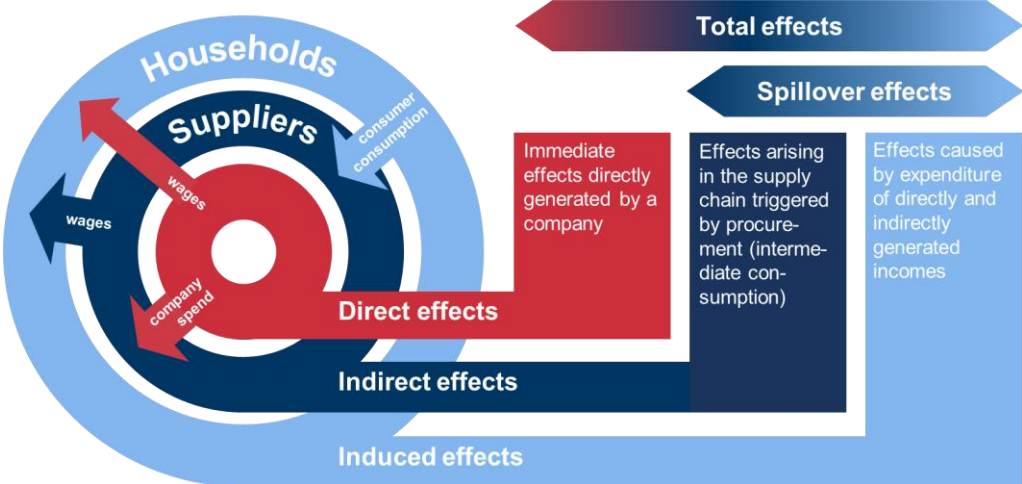 Households
Suppliers
wages
wages
company
spend
consumer
consumption
Total effects
Spillover effects
Immediate
effects directly
generated by a
company
Effects arising
in the supply
chain triggered
by procure-
ment (interme-
diate con-
sumption)
Effects caused
by expenditure
of directly and
indirectly
generated
incomes
Direct effects
Indirect effects
Induced effects